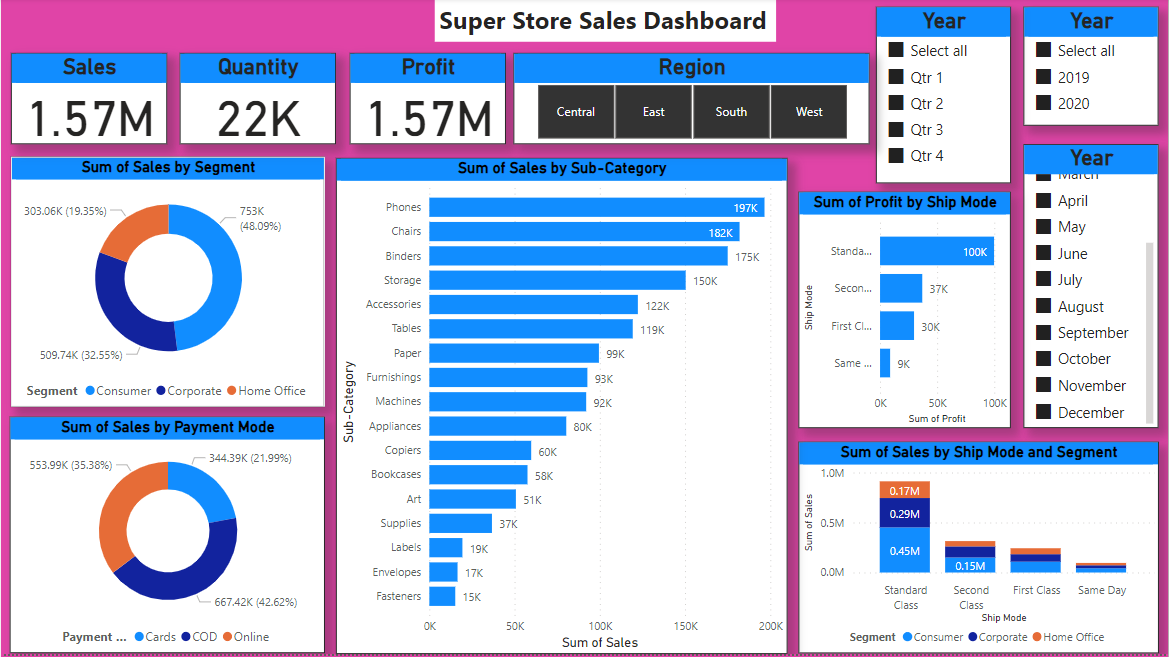 Super Store Sales Dashboard
Sales
1.57M
Quantity
22K
Profit
1.57M
Region
Central
East
South
West
Year
Select all
Qtr 1
Qtr 2
Qtr 3
Qtr 4
Year
Select all
2019
2020
Year
March
April
May
June
July
August
September
October
November
December
Sum of Sales by Segment
303.06K (19.35%)
753K
(48.09%)
509.74K (32.55%)
Segment
Consumer
Corporate
Home Office
Sum of Sales by Payment Mode
553.99K (35.38%)
344.39K (21.99%)
667.42K (42.62%)
Payment ...
Cards
COD
Online
Sum of Sales by Sub-Category
Sub-Category
Phones 197K
Chairs 182K
Binders 175K
Storage 150K
Accessories 122K
Tables 119K
Paper 99K
Furnishings 93K
Machines 92K
Appliances 80K
Copiers 60K
Bookcases 58K
Art 51K
Supplies 37K
Labels 19K
Envelopes 17K
Fasteners 15K
0K 50K 100K 150K 200K
Sum of Sales
Sum of Profit by Ship Mode
Ship Mode
Standa... 100K
Secon... 37K
First Cl... 30K
Same ... 9K
0K 50K 100K
Sum of Profit
Sum of Sales by Ship Mode and Segment
Sum of Sales
1.0M
0.5M
0.0M
0.17M
0.29M
0.45M
0.15M
Standard
Class
Second
Class
First Class
Same Day
Ship Mode
Segment
Consumer
Corporate
Home Office